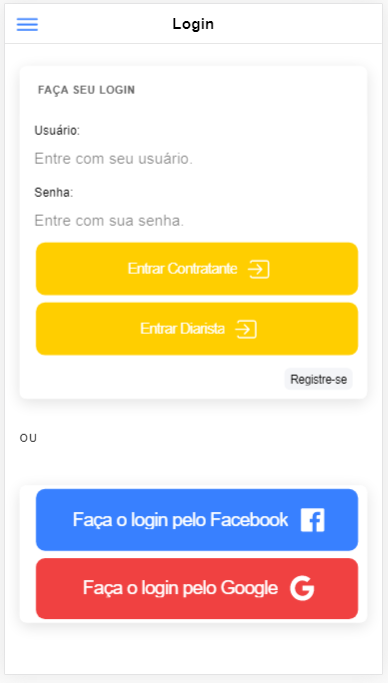 Login
FAÇA SEU LOGIN
Usuário:
Entre com seu usuário.
Senha:
Entre com sua senha.
Entrar Contratante
Entrar Diarista
Registre-se
OU
Faça o login pelo Facebook
Faça o login pelo Google